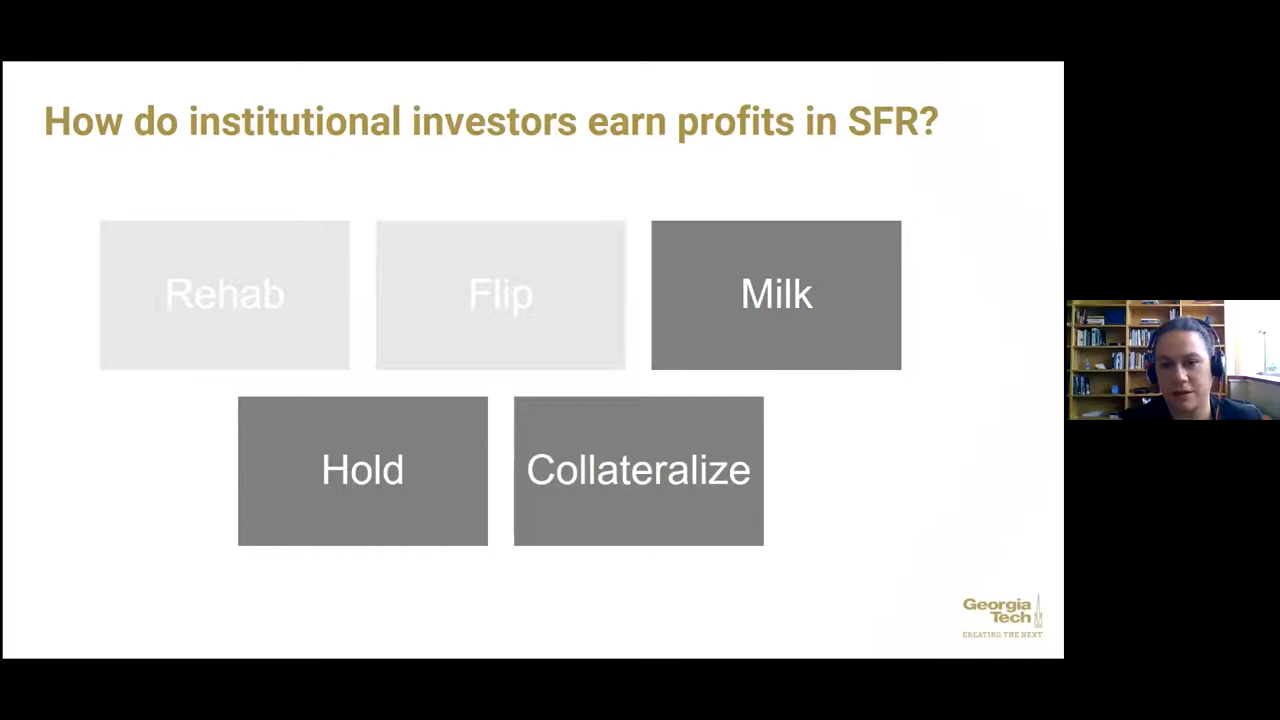 How do institutional investors earn profits in SFR?
Rehab
Flip
Milk
Hold
Collateralize
Georgia
Tech
CREATING THE NEXT